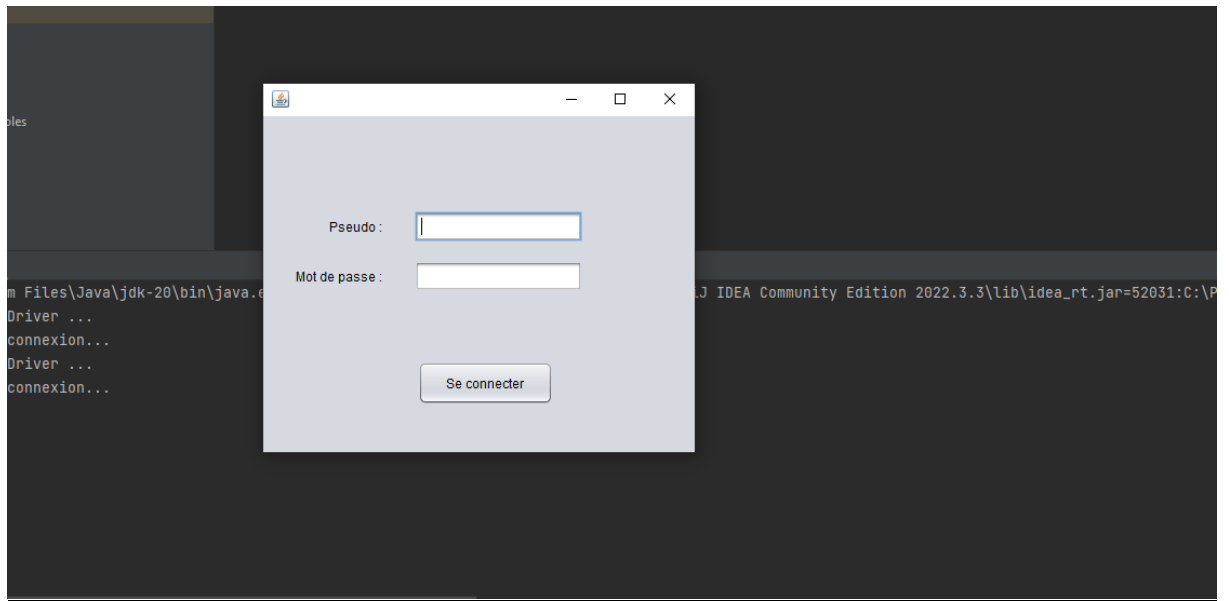 Pseudo :
Mot de passe :
Se connecter
m Files\Java\jdk-20\bin\java.e
J IDEA Community Edition 2022.3.3\lib\idea_rt.jar=52031:C:\P
Driver ...
connexion...
Driver ...
connexion...